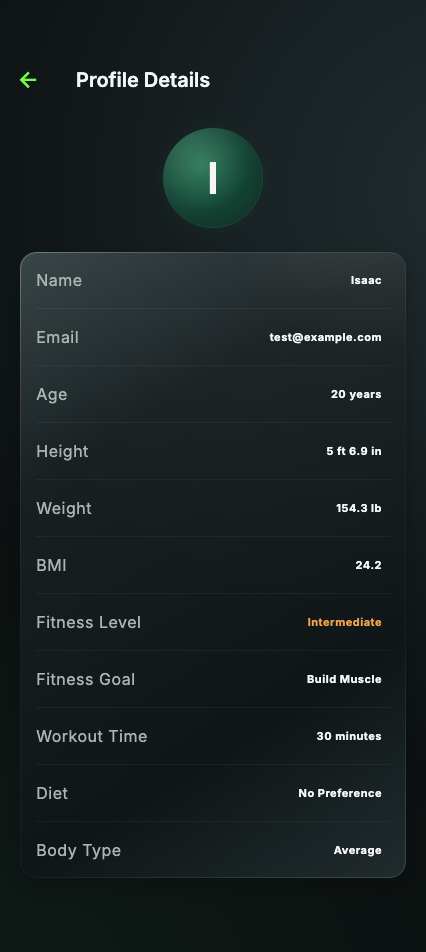 Profile Details
I
Name Isaac
Email test@example.com
Age 20 years
Height 5 ft 6.9 in
Weight 154.3 lb
BMI 24.2
Fitness Level Intermediate
Fitness Goal Build Muscle
Workout Time 30 minutes
Diet No Preference
Body Type Average